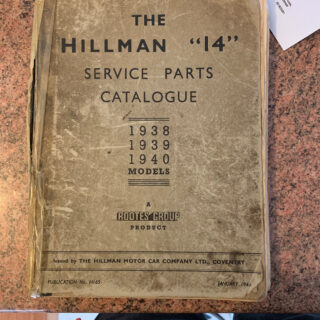 THE
HILLMAN "14"
SERVICE PARTS
CATALOGUE
1938
1939
1940
MODELS
A
ROOTES GROUP
PRODUCT
Issued by THE HILLMAN MOTOR CAR COMPANY LTD., COVENTRY
PUBLICATION No.
JANUARY,